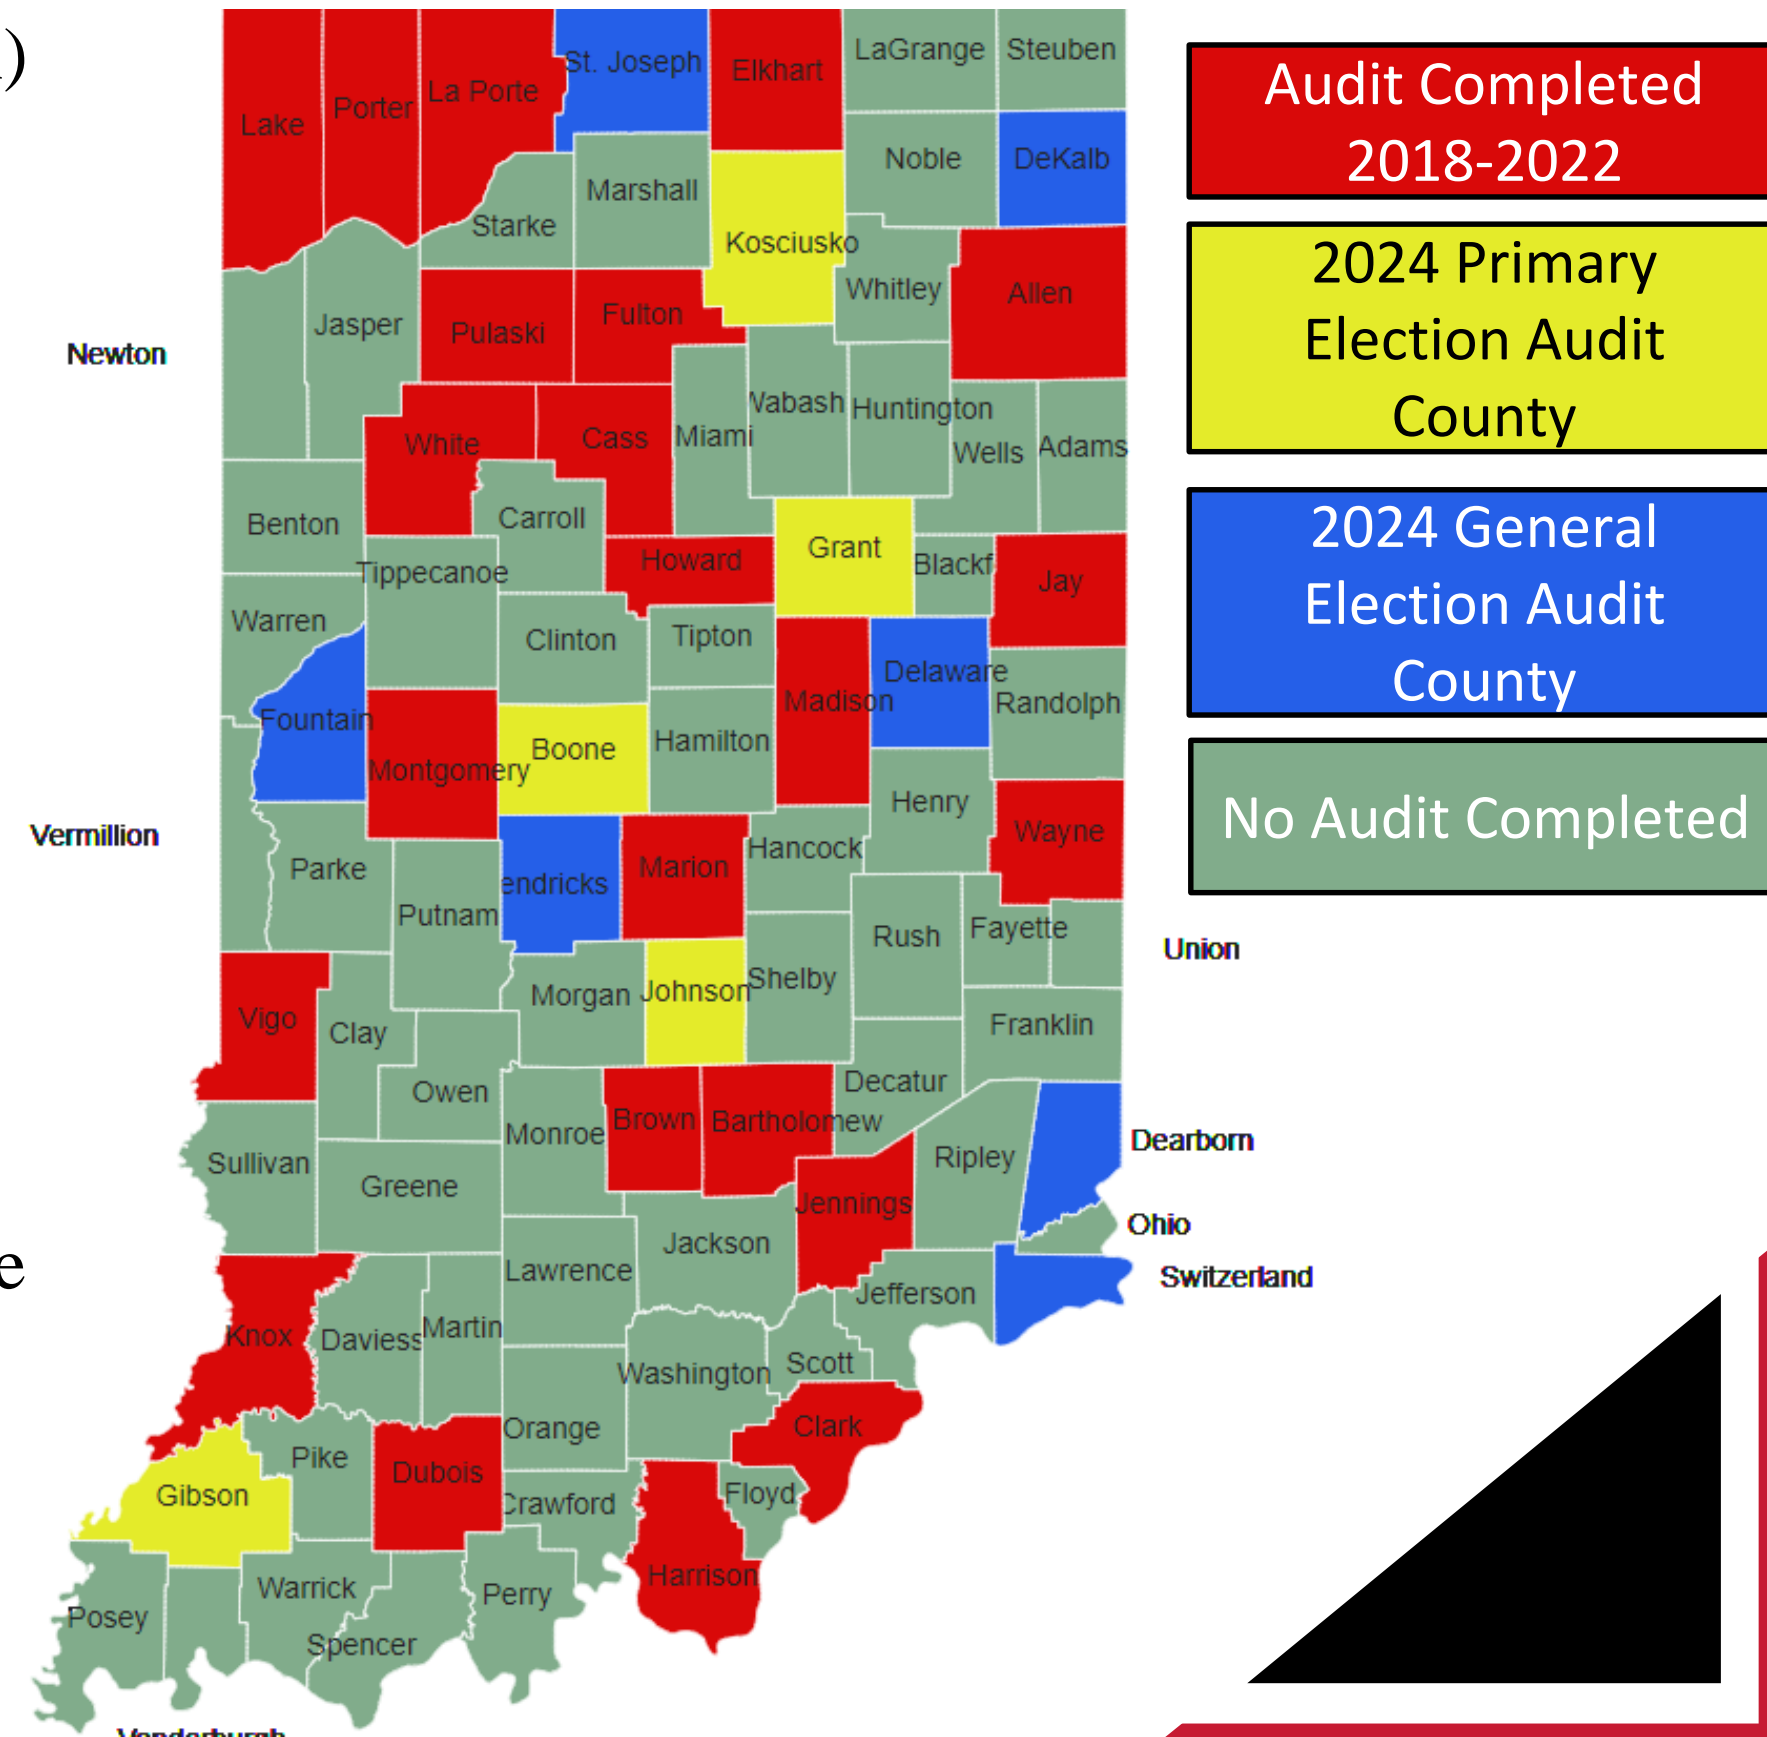 )
St. Joseph
LaGrange
Steuben
Elkhart
La Porte
Porter
Lake
Noble
DeKalb
Marshall
Starke
Kosciusko
Whitley
Allen
Jasper
Pulaski
Fulton
Newton
White
Cass
Miami
Wabash
Huntington
Wells
Adams
Benton
Carroll
Grant
Blackf
Jay
Howard
Tippecanoe
Warren
Clinton
Tipton
Delaware
Madison
Randolph
Fountain
Montgomery
Boone
Hamilton
Henry
Wayne
Vermillion
Parke
Putnam
endricks
Marion
Hancock
Rush
Fayette
Union
Morgan
Johnson
Shelby
Vigo
Clay
Franklin
Owen
Decatur
Monroe
Brown
Bartholomew
Dearborn
Sullivan
Greene
Ripley
Jennings
Ohio
e
Jackson
Lawrence
Switzerland
Jefferson
Knox
Daviess
Martin
Washington
Scott
Orange
Clark
Pike
Dubois
Gibson
Crawford
Floyd
Harrison
Warrick
Perry
Posey
Spencer
Vanderburgh
Audit Completed
2018-2022
2024 Primary
Election Audit
County
2024 General
Election Audit
County
No Audit Completed